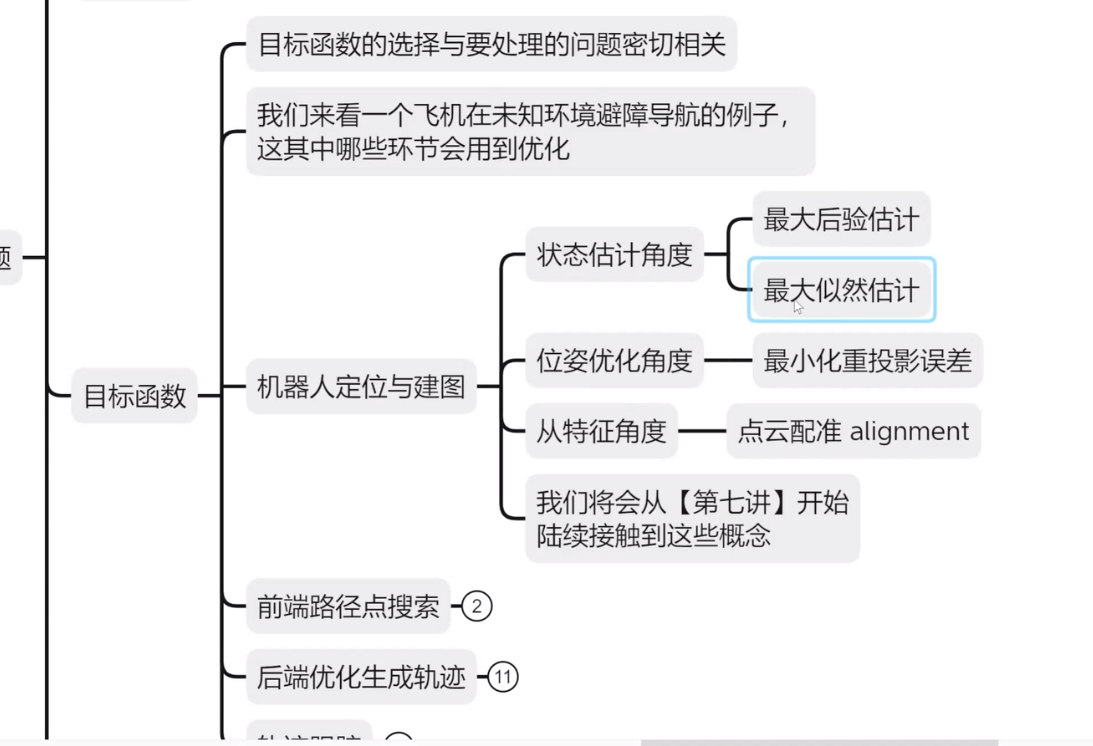 目标函数的选择与要处理的问题密切相关
我们来看一个飞机在未知环境避障导航的例子，
这其中哪些环节会用到优化
最大后验估计
状态估计角度
最大似然估计
题
位姿优化角度
最小化重投影误差
目标函数
机器人定位与建图
从特征角度
点云配准 alignment
我们将会从【第七讲】开始
陆续接触到这些概念
前端路径点搜索
2
后端优化生成轨迹
11